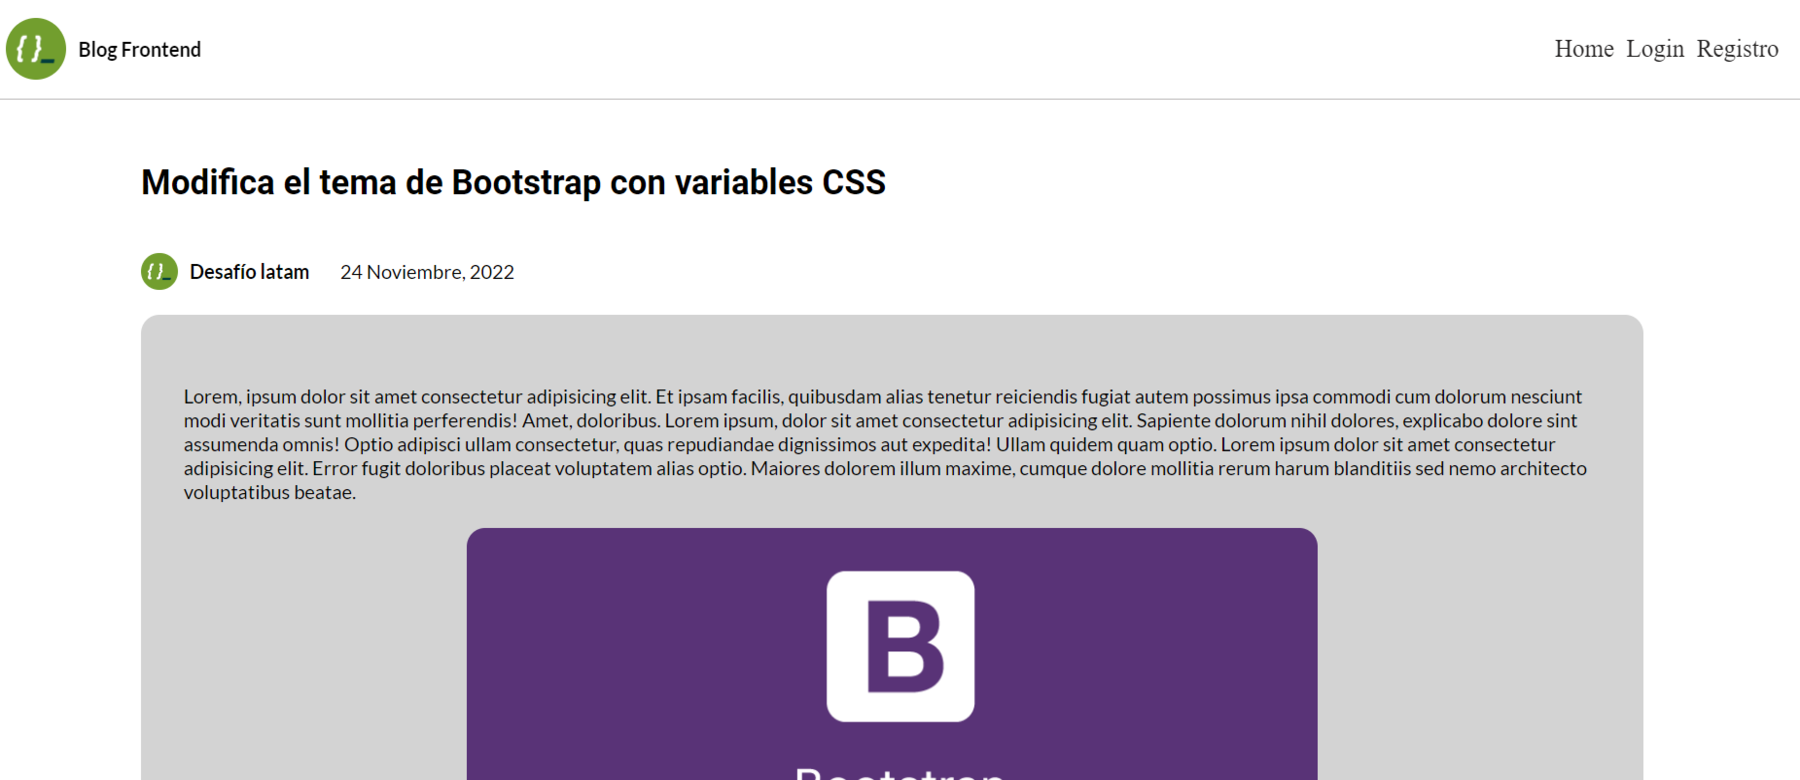 {}_ Blog Frontend
Home Login Registro
Modifica el tema de Bootstrap con variables CSS
{}_ Desafío latam 24 Noviembre, 2022
Lorem, ipsum dolor sit amet consectetur adipisicing elit. Et ipsam facilis, quibusdam alias tenetur reiciendis fugiat autem possimus ipsa commodi cum dolorum nesciunt
modi veritatis sunt mollitia perferendis! Amet, doloribus. Lorem ipsum, dolor sit amet consectetur adipisicing elit. Sapiente dolorum nihil dolores, explicabo dolore sint
assumenda omnis! Optio adipisci ullam consectetur, quas repudiandae dignissimos aut expedita! Ullam quidem quam optio. Lorem ipsum dolor sit amet consectetur
adipisicing elit. Error fugit doloribus placeat voluptatem alias optio. Maiores dolorem illum maxime, cumque dolore mollitia rerum harum blanditiis sed nemo architecto
voluptatibus beatae.
B
Bootstrap